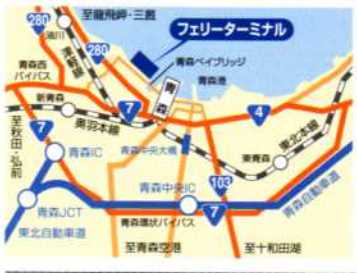 至龍飛岬・三厩
280
油川
津軽線
280
フェリーターミナル
青森ベイブリッジ
青森港
青森西
バイパス
新青森
青森
7
4
奥羽本線
東北本線
至秋田・弘前
7
青森IC
青森中央大橋
東青森
103
青森中央IC
青森自動車道
青森JCT
7
東北自動車道
青森環状バイパス
至青森空港
至十和田湖